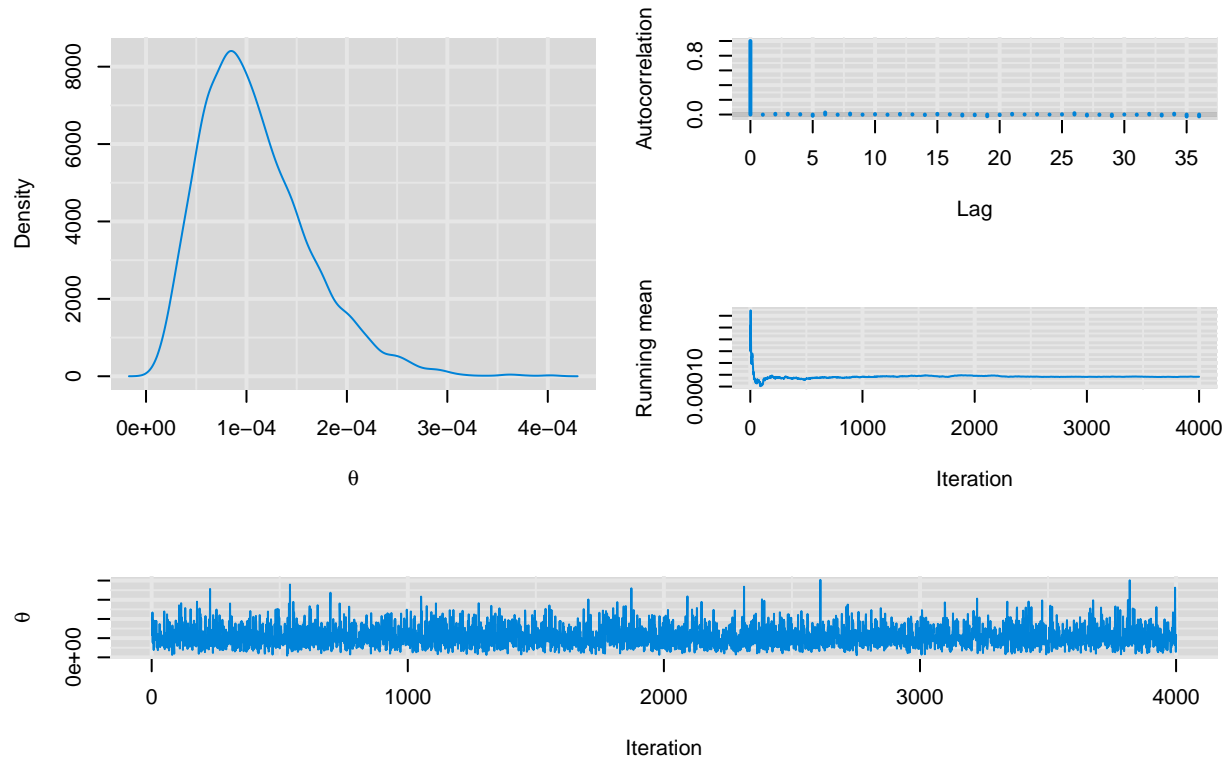 Density
8000
6000
4000
2000
0
0e+00 1e−04 2e−04 3e−04 4e−04
θ
Autocorrelation
0.8
0.0
0 5 10 15 20 25 30 35
Lag
Running mean
0.00010
0 1000 2000 3000 4000
Iteration
θ
0e+00
0 1000 2000 3000 4000
Iteration